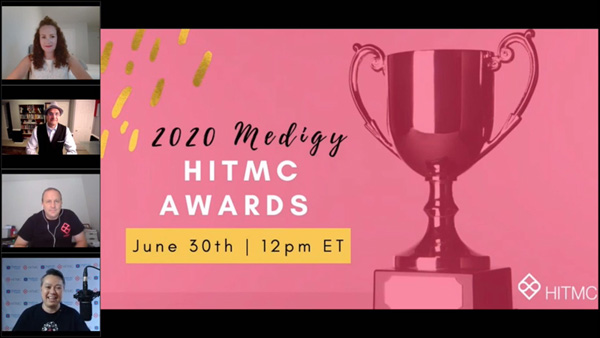 2020 Medigy
HITMC
AWARDS
June 30th | 12pm ET
HITMC